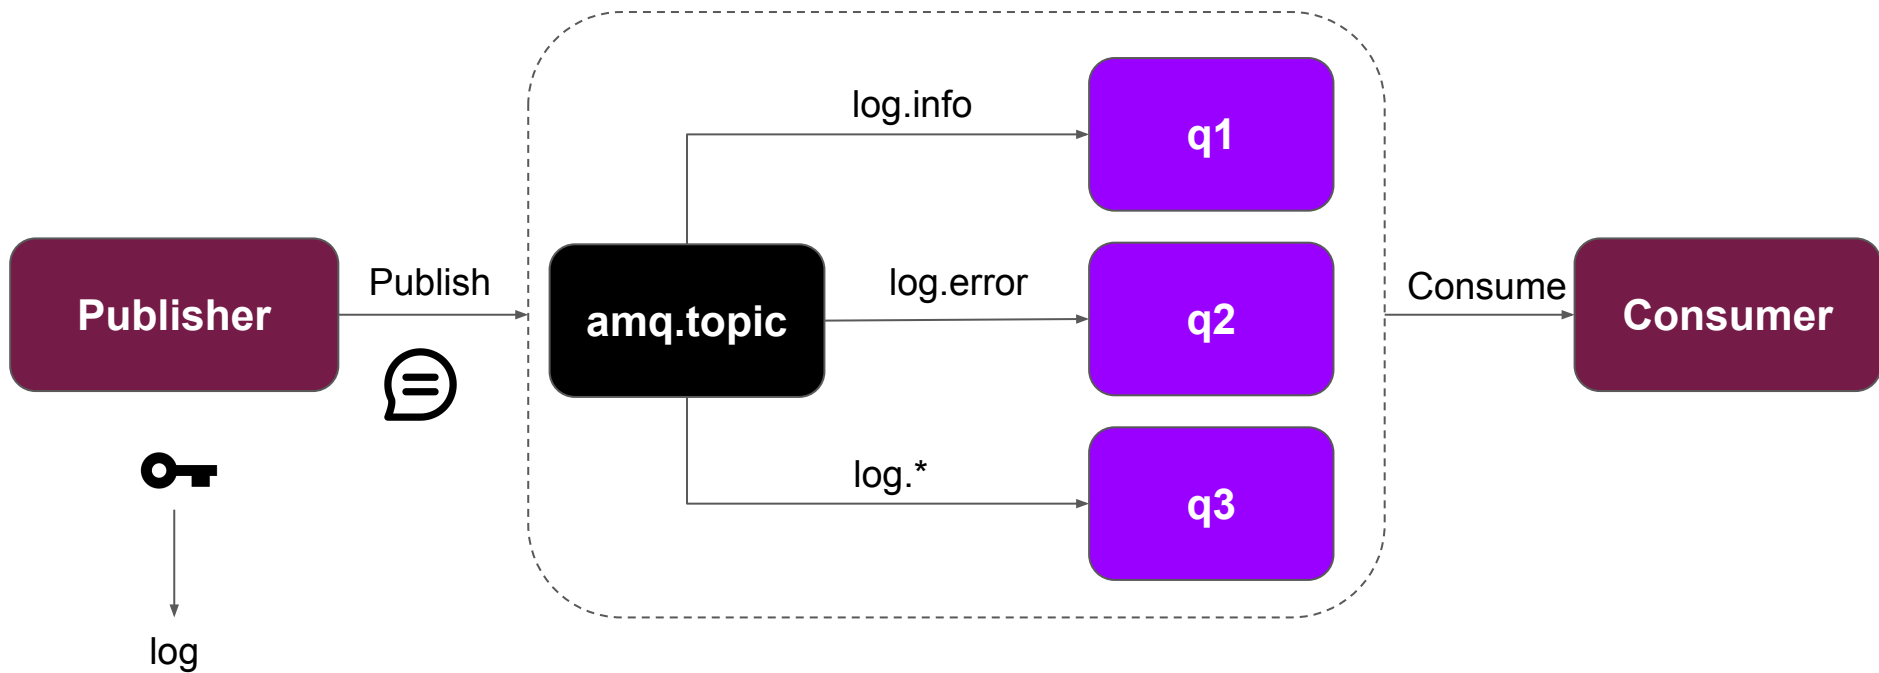 log.info
q1
Publisher
Publish
amq.topic
log.error
q2
Consume
Consumer
log.*
q3
log